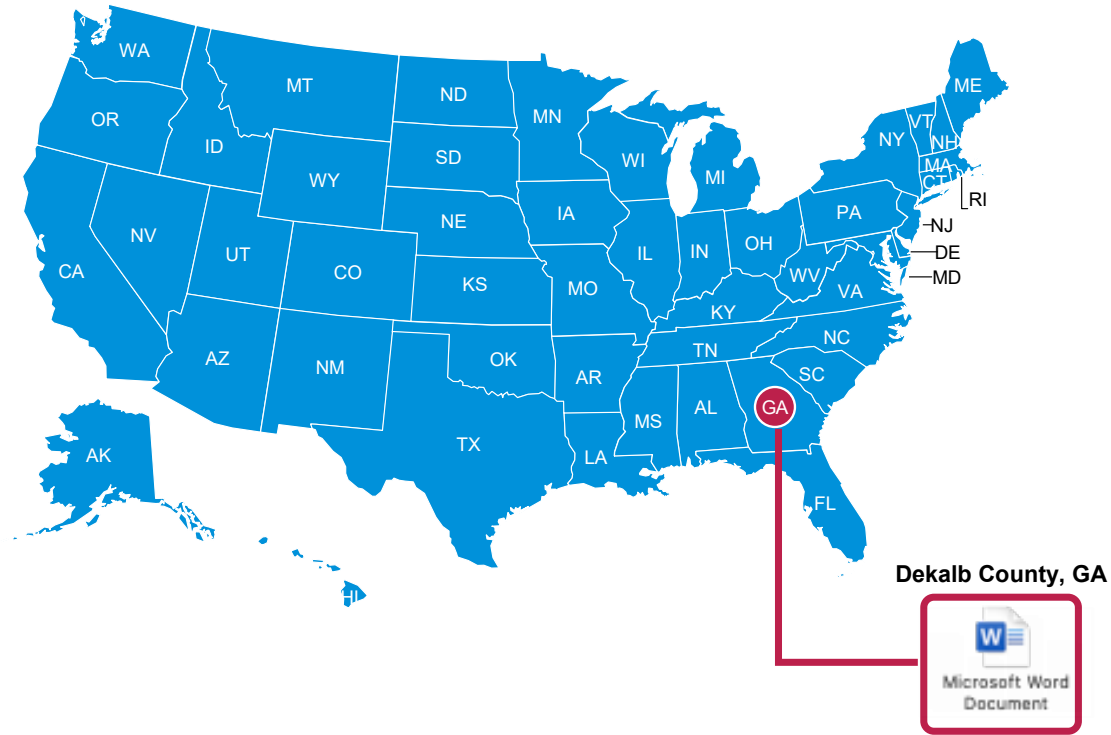 WA
MT
ND
MN
ME
OR
ID
SD
WI
MI
NY
VT
NH
MA
CT
RI
WY
NE
IA
PA
NJ
NV
UT
CO
KS
MO
IL
IN
OH
WV
VA
DE
MD
CA
AZ
NM
OK
AR
KY
TN
NC
SC
TX
LA
MS
AL
GA
FL
AK
HI
Dekalb County, GA
W
Microsoft Word
Document